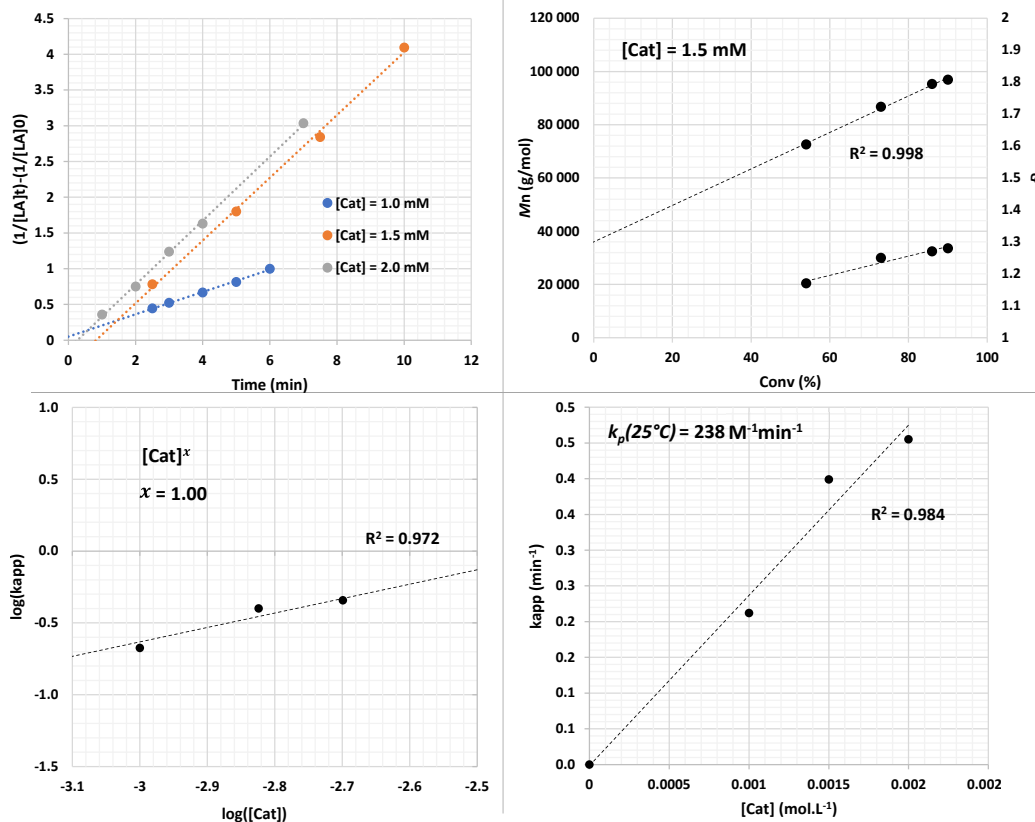 4.5
4
3.5
3
2.5
2
1.5
1
0.5
0
(1/[LA]t)-(1/[LA]0)
[Cat] = 1.0 mM
[Cat] = 1.5 mM
[Cat] = 2.0 mM
0 2 4 6 8 10 12
Time (min)
120 000
100 000
80 000
60 000
40 000
20 000
0
Mn (g/mol)
[Cat] = 1.5 mM
R² = 0.998
2
1.9
1.8
1.7
1.6
1.5
1.4
1.3
1.2
1.1
1
0 20 40 60 80 100
Conv (%)
1.0
0.5
0.0
-0.5
-1.0
-1.5
log(kapp)
[Cat]ˣ
x = 1.00
R² = 0.972
-3.1 -3 -2.9 -2.8 -2.7 -2.6 -2.5
log([Cat])
0.5
0.5
0.4
0.4
0.3
0.3
0.2
0.2
0.1
0.1
0.0
kapp (min⁻¹)
kₚ(25°C) = 238 M⁻¹min⁻¹
R² = 0.984
0 0.0005 0.001 0.0015 0.002 0.002
[Cat] (mol.L⁻¹)